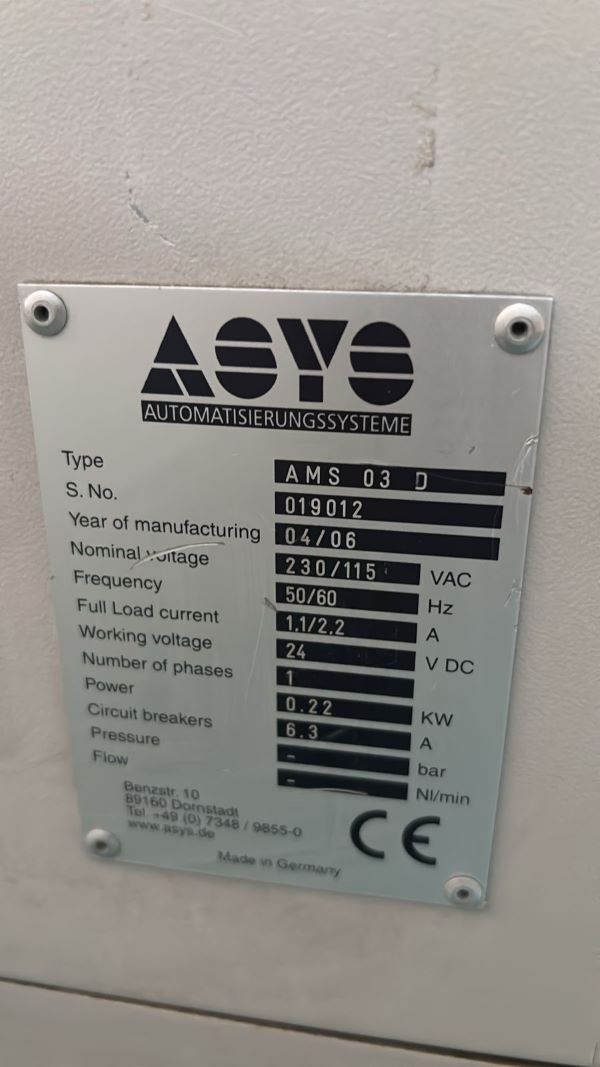 ASYS
AUTOMATISIERUNGSSYSTEME
Type AMS 03 D
S. No. 019012
Year of manufacturing 04/06
Nominal voltage 230/115 VAC
Frequency 50/60 Hz
Full Load current 1.1/2.2 A
Working voltage 24 V DC
Number of phases 1
Power 0.22 KW
Circuit breakers 6.3 A
Pressure - bar
Flow - Nl/min
Benzstr. 10
89160 Dornstadt
Tel. +49 (0) 7348 / 9855-0
www.asys.de
CE
Made in Germany